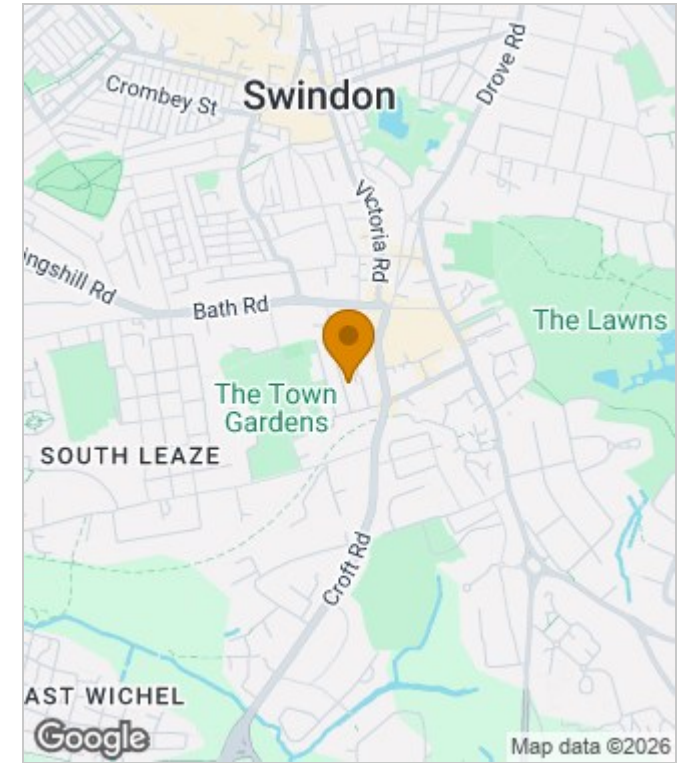 Drove Rd
Crombey St
Swindon
Victoria Rd
ingshill Rd
Bath Rd
The Lawns
The Town
Gardens
SOUTH LEAZE
Croft Rd
AST WICHEL
Google
Map data ©2026